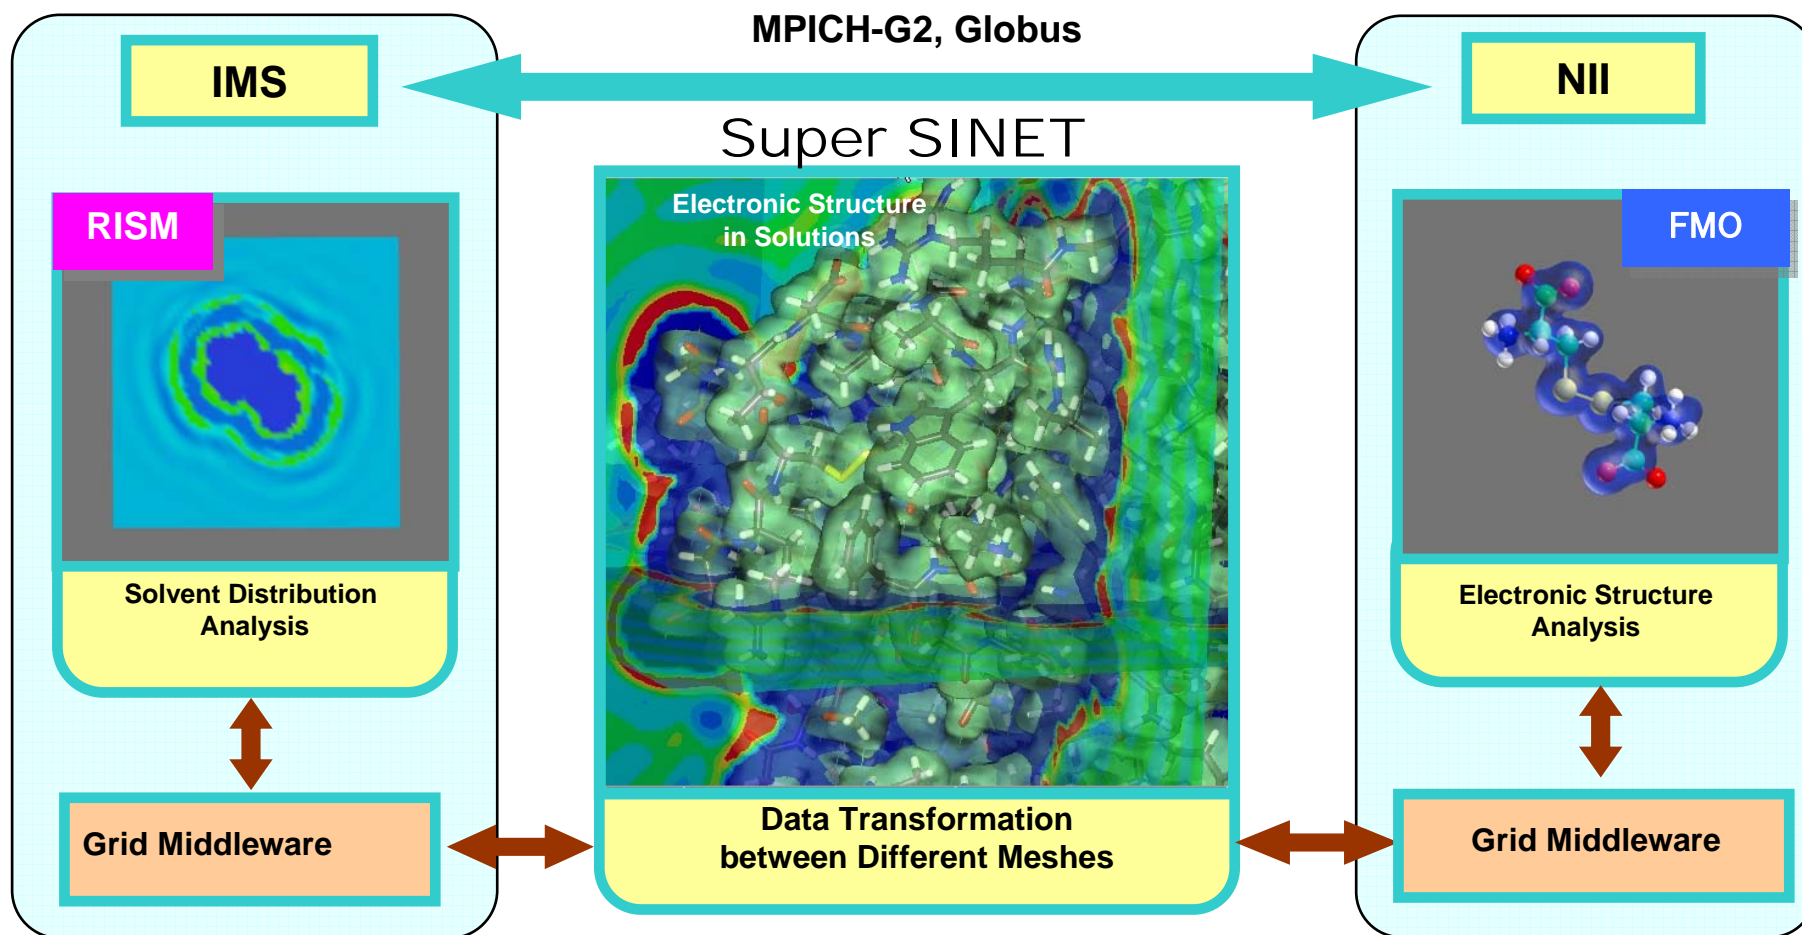 MPICH-G2, Globus
IMS
NII
Super SINET
RISM
Electronic Structure
in Solutions
FMO
Solvent Distribution
Analysis
Electronic Structure
Analysis
Grid Middleware
Data Transformation
between Different Meshes
Grid Middleware